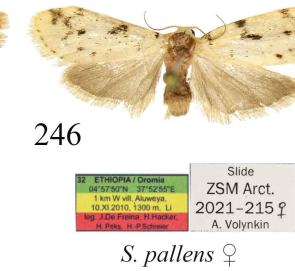 246
32 ETHIOPIA / Oromia
04°57'50"N 37°52'55"E
1 km W vill. Aluweya,
10.XI.2010, 1300 m. Li
leg. J.De Freina, H.Hacker,
H. Peks, H.-P.Schreier
Slide
ZSM Arct.
2021–215♀
A. Volynkin
S. pallens ♀